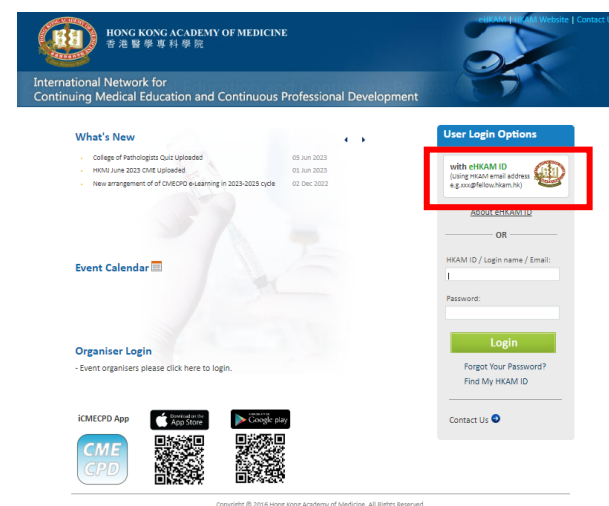 eHKAM | HKAM Website | Contact U
HONG KONG ACADEMY OF MEDICINE
香港醫學專科學院
International Network for
Continuing Medical Education and Continuous Professional Development
What's New
College of Pathologists Quiz Uploaded 05 Jun 2023
HKMJ June 2023 CME Uploaded 01 Jun 2023
New arrangement of of CMECPD e-Learning in 2023-2025 cycle 02 Dec 2022
Event Calendar
Organiser Login
- Event organisers please click here to login.
iCMECPD App
Download on the
App Store
Google play
CME
CPD
User Login Options
with eHKAM ID
(Using HKAM email address
e.g.xxx@fellow.hkam.hk)
About eHKAM ID
OR
HKAM ID / Login name / Email:
Password:
Login
Forgot Your Password?
Find My HKAM ID
Contact Us
Copyright © 2016 Hong Kong Academy of Medicine. All Rights Reserved